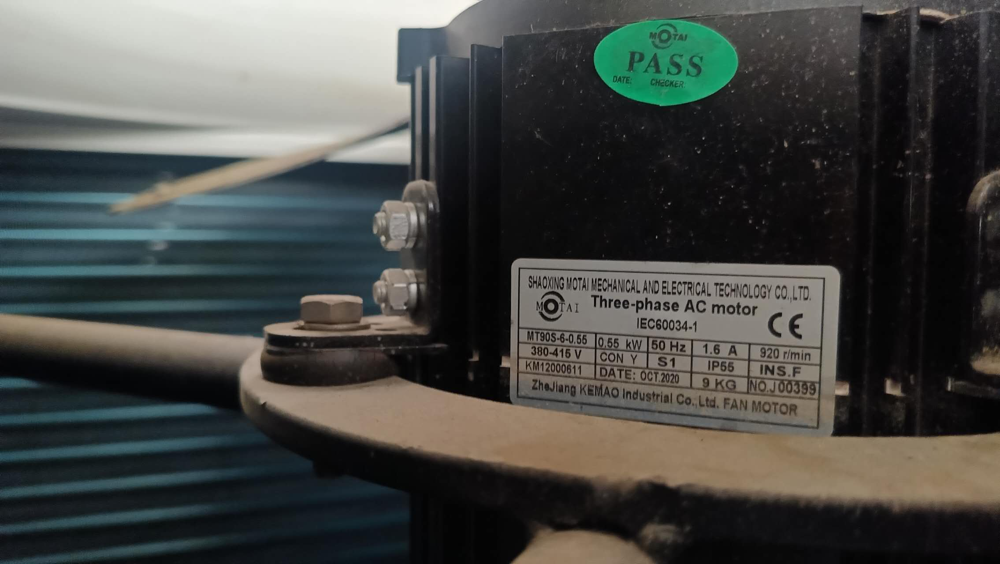 MOTAI
PASS
DATE: CHECKER:
SHAOXING MOTAI MECHANICAL AND ELECTRICAL TECHNOLOGY CO.,LTD.
MOTAI Three-phase AC motor
IEC60034-1 CE
MT90S-6-0.55 0.55 kW 50 Hz 1.6 A 920 r/min
380-415 V CON Y S1 IP55 INS.F
KM12000611 DATE: OCT.2020 9 KG NO.J00399
ZheJiang KEMAO Industrial Co.,Ltd. FAN MOTOR